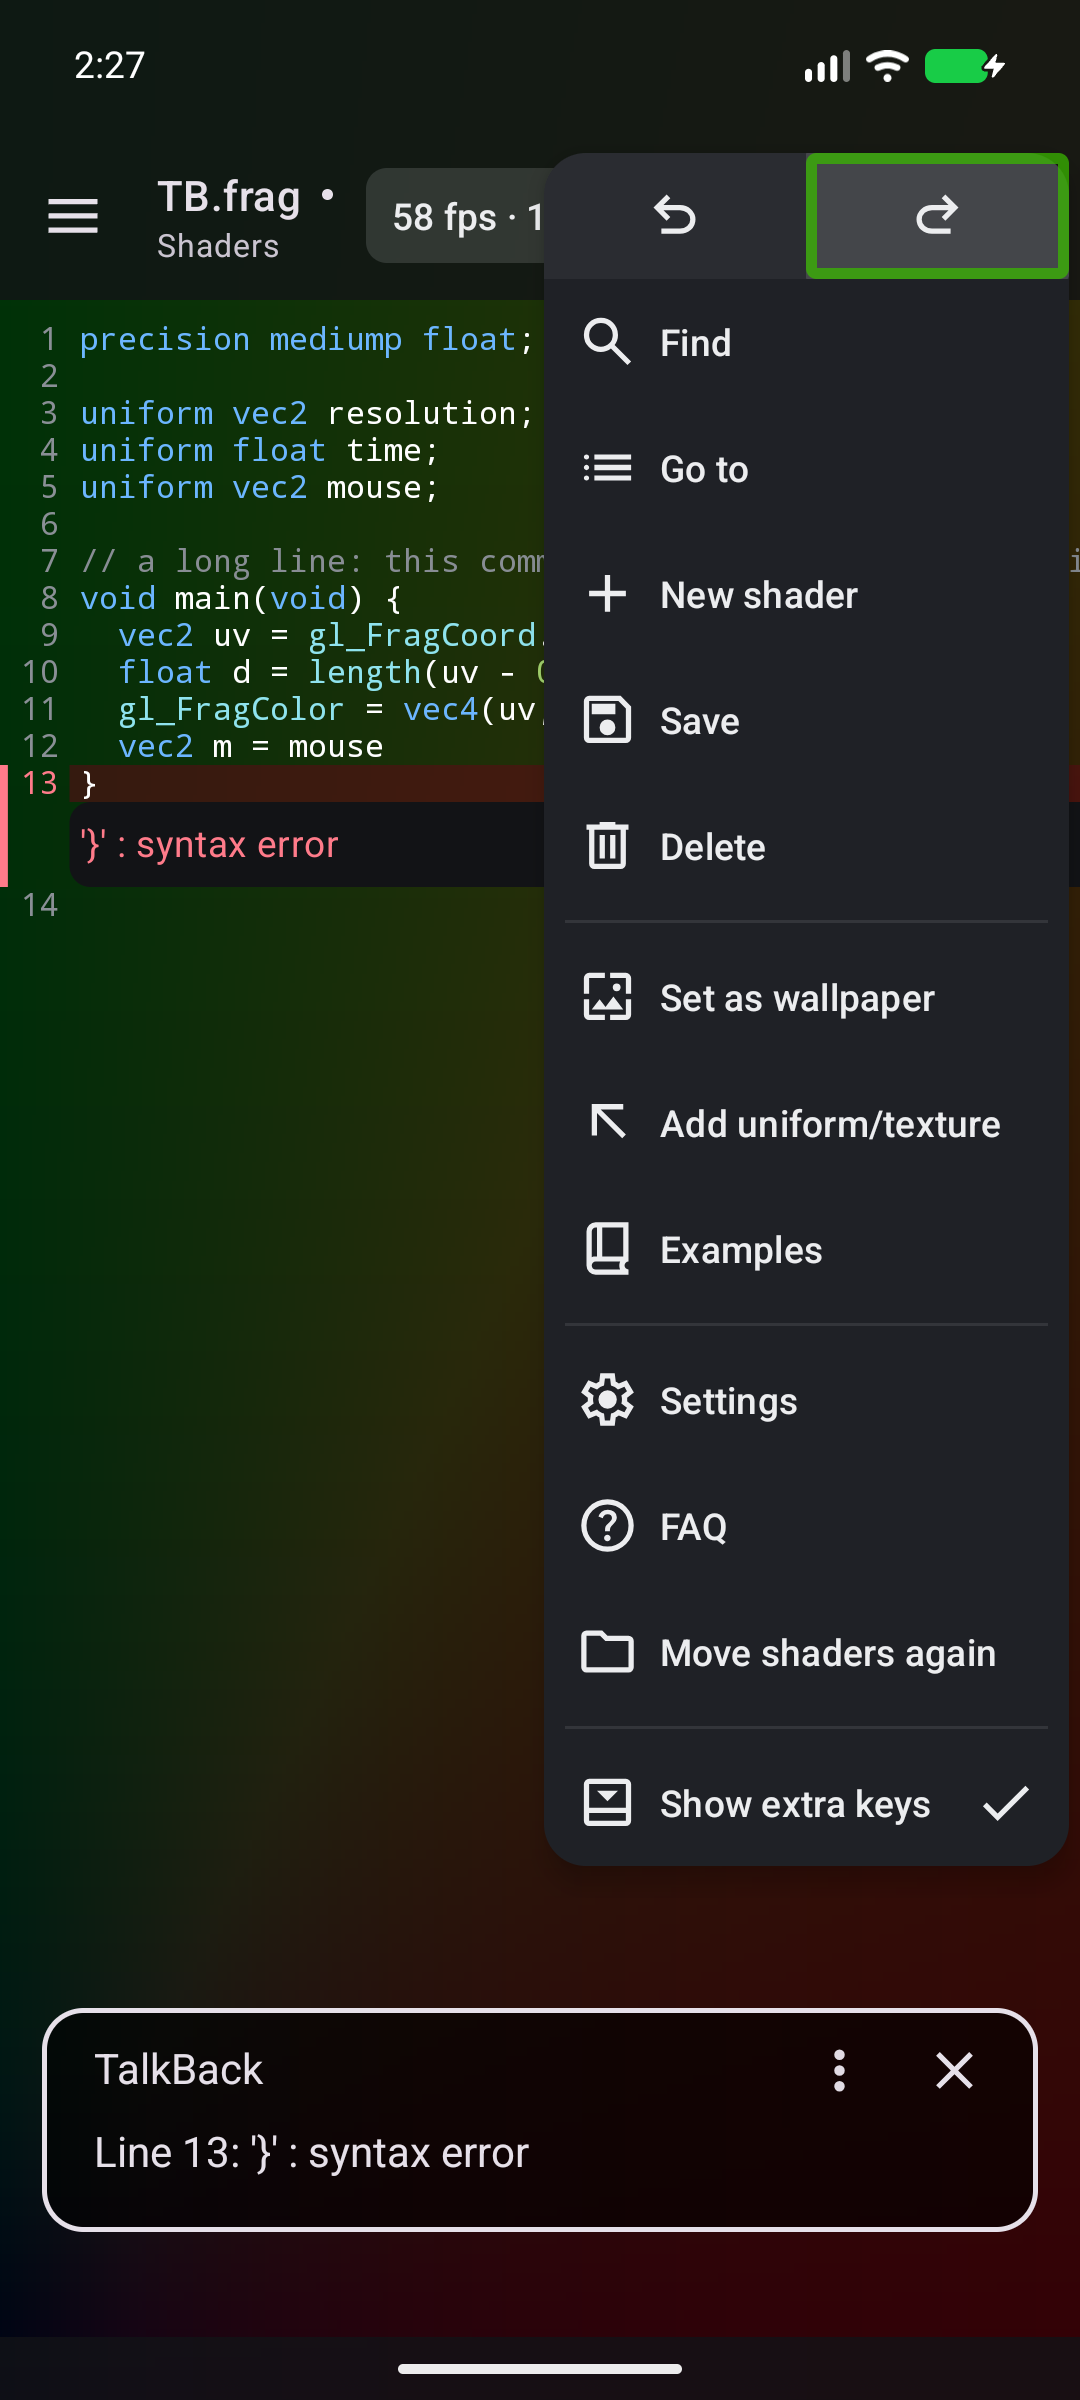 2:27
TB.frag •
Shaders
58 fps · 1
1 precision mediump float;
2
3 uniform vec2 resolution;
4 uniform float time;
5 uniform vec2 mouse;
6
7 // a long line: this comm
8 void main(void) {
9 vec2 uv = gl_FragCoord.
10 float d = length(uv - 0
11 gl_FragColor = vec4(uv,
12 vec2 m = mouse
13 }
'}' : syntax error
14
Find
Go to
New shader
Save
Delete
Set as wallpaper
Add uniform/texture
Examples
Settings
FAQ
Move shaders again
Show extra keys
TalkBack
Line 13: '}' : syntax error